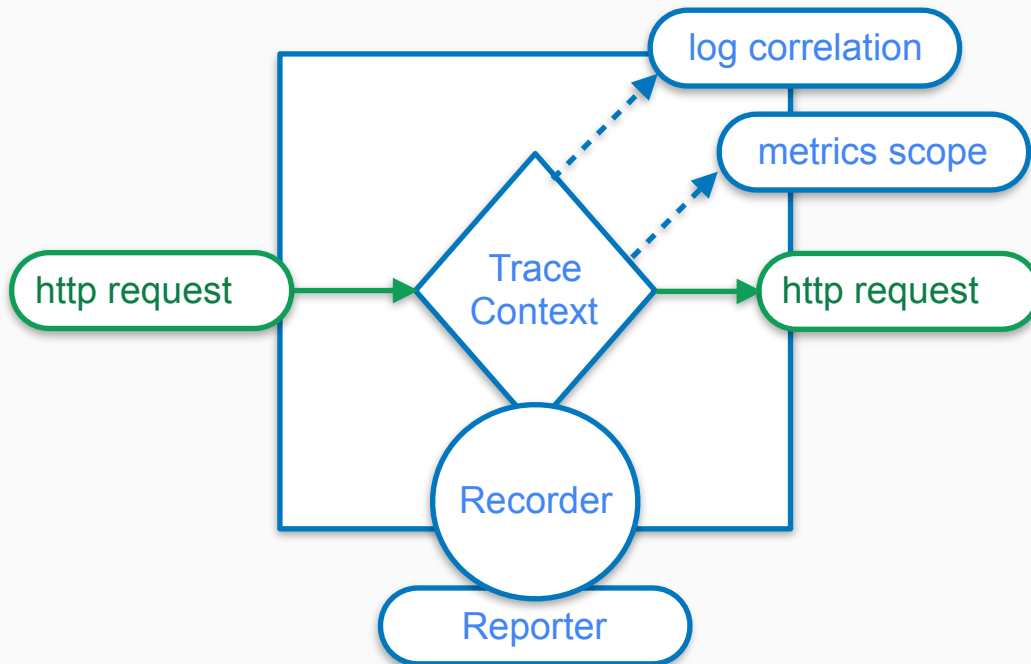 log correlation
metrics scope
http request
Trace
Context
http request
Recorder
Reporter